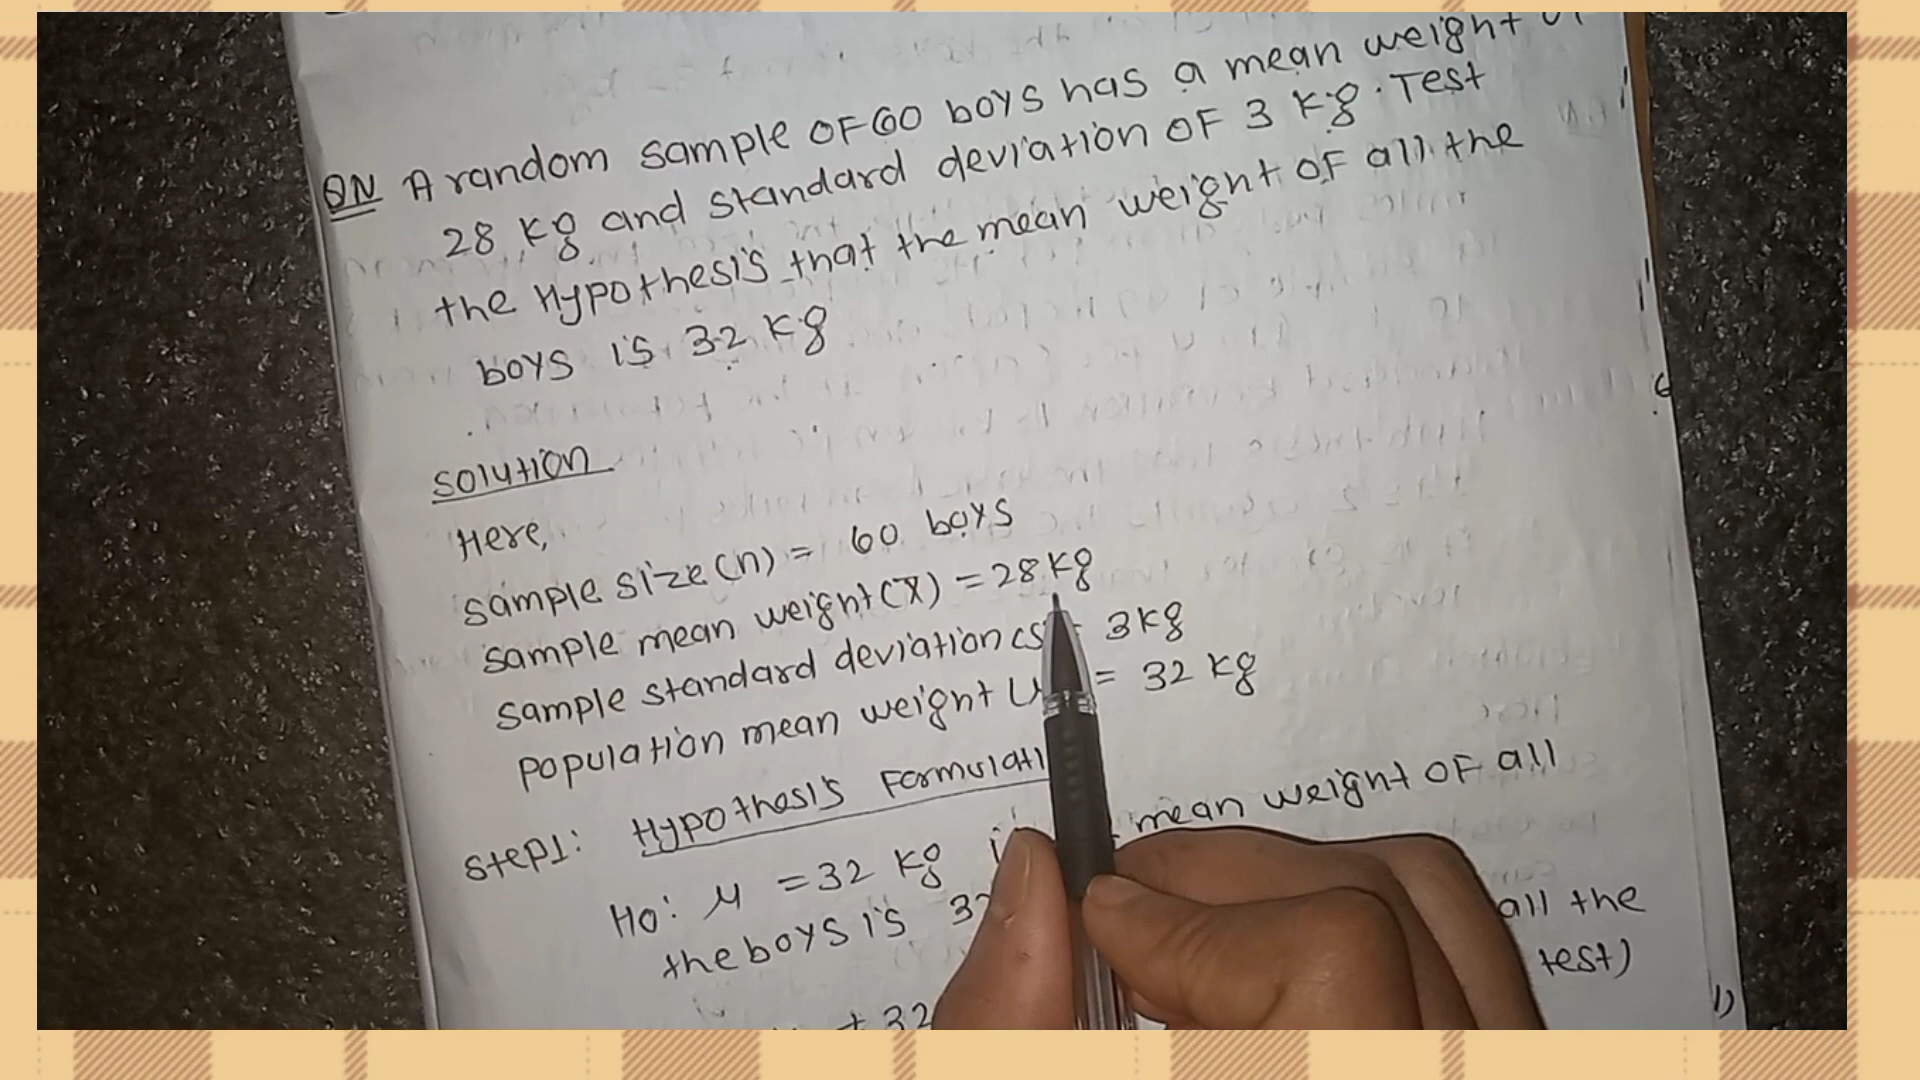 QN A random sample OF 60 boys has a mean weight
28 kg and standard deviation OF 3 kg. Test
the Hypothesis that the mean weight OF all the
boys is 32 kg
Solution
Here,
sample size (n) = 60 boys
sample mean weight (x̄) = 28 kg
sample standard deviation (s = 3kg
population mean weight = 32 kg
Step1: Hypothesis Formulati
Ho: μ = 32 kg mean weight OF all
the boys is all the
test)
32